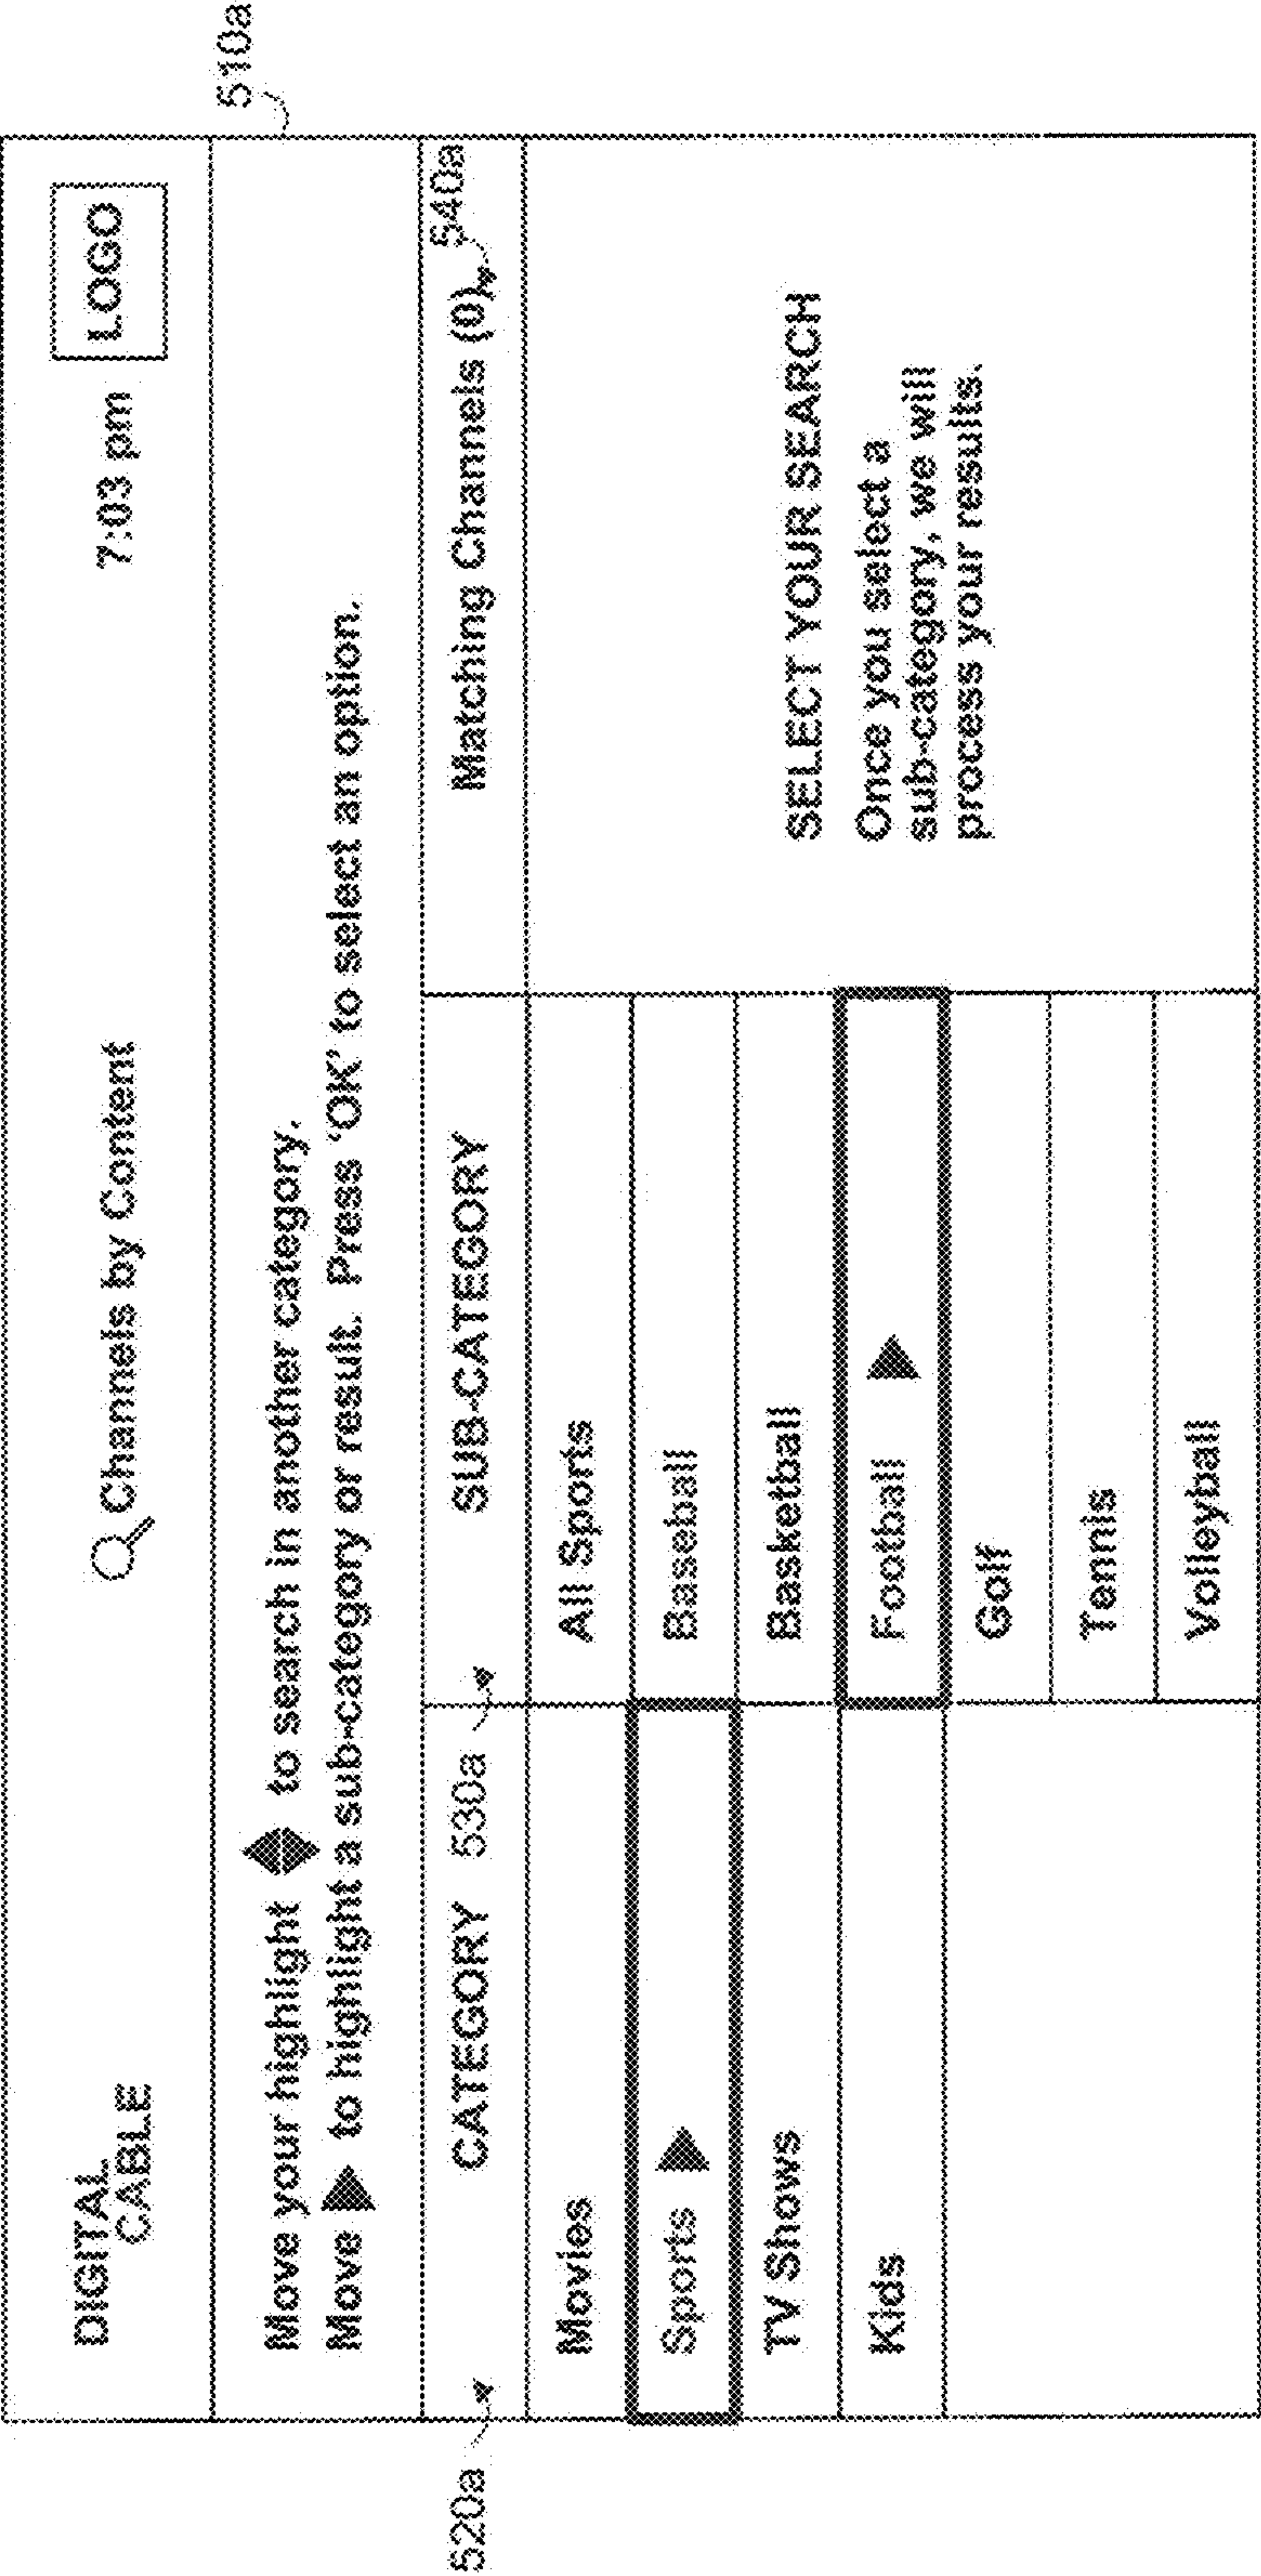 DIGITAL
CABLE
Channels by Content
7:03 pm
LOGO
510a
Move your highlight to search in another category.
Move to highlight a sub-category or result. Press 'OK' to select an option.
520a
CATEGORY
530a
SUB-CATEGORY
Matching Channels (0)
540a
Movies
Sports
TV Shows
Kids
All Sports
Baseball
Basketball
Football
Golf
Tennis
Volleyball
SELECT YOUR SEARCH
Once you select a
sub-category, we will
process your results.